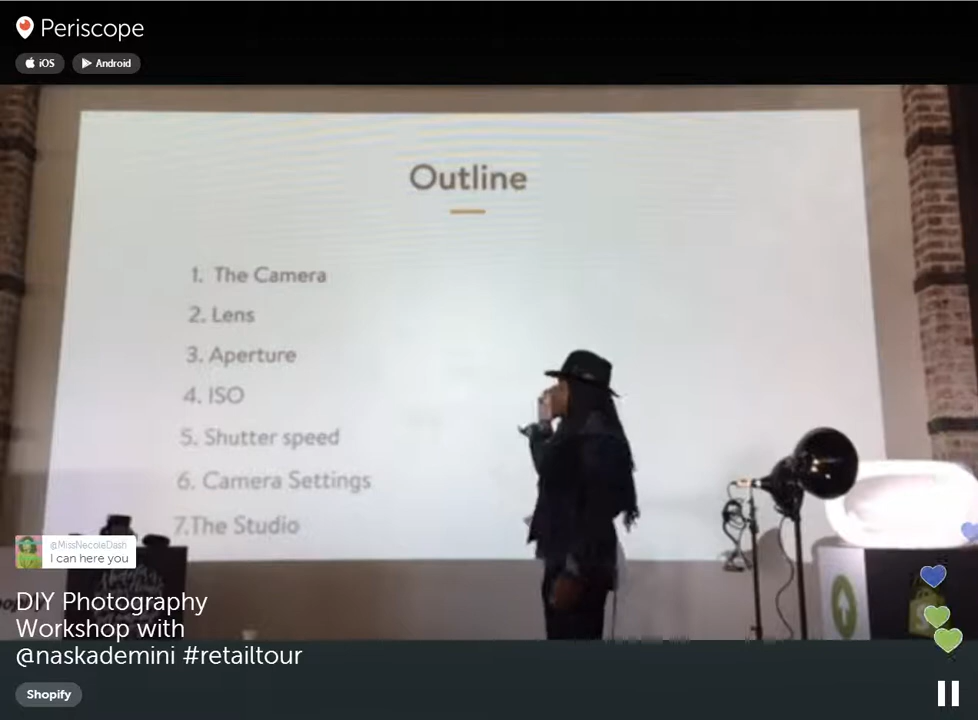 Periscope
iOS
Android
Outline
1. The Camera
2. Lens
3. Aperture
4. ISO
5. Shutter speed
6. Camera Settings
7.The Studio
@MissNecoleDash
I can here you
DIY Photography
Workshop with
@naskademini #retailtour
Shopify